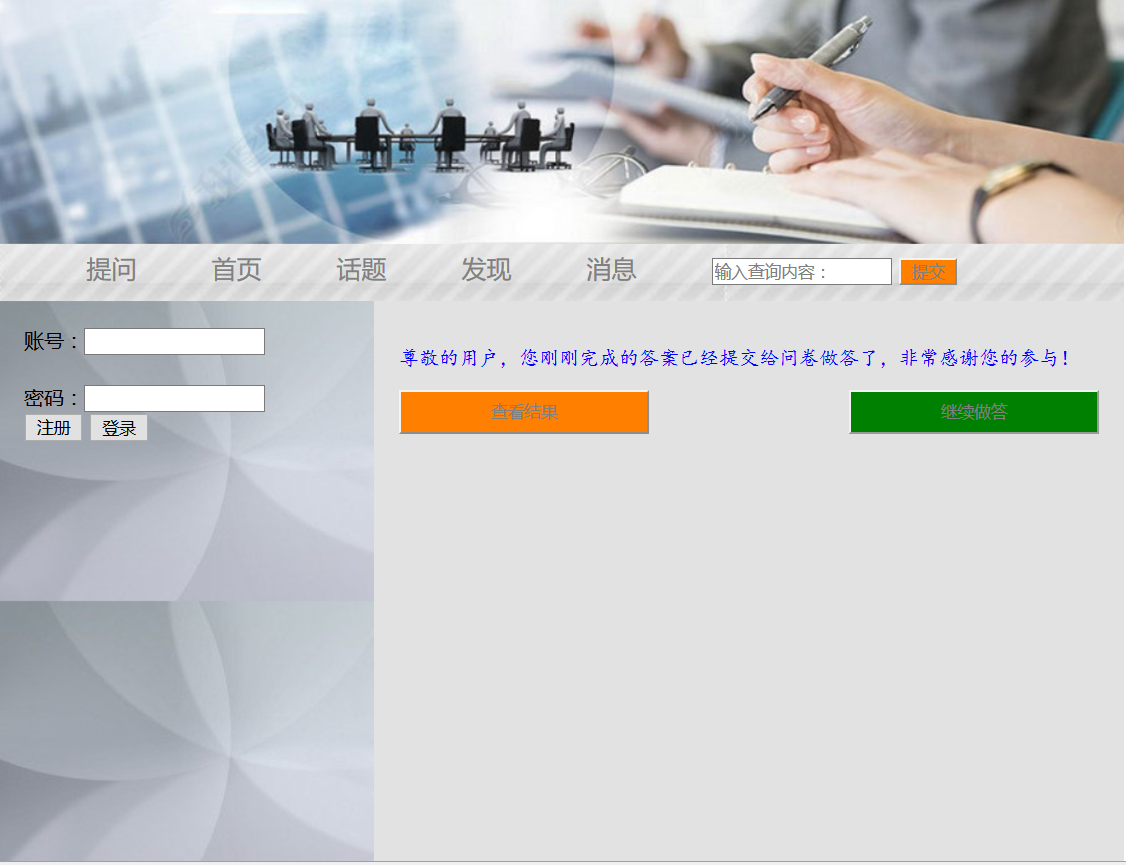 提问 首页 话题 发现 消息 输入查询内容： 提交
账号：
密码：
注册 登录
尊敬的用户，您刚刚完成的答案已经提交给问卷做答了，非常感谢您的参与！
查看结果 继续做答